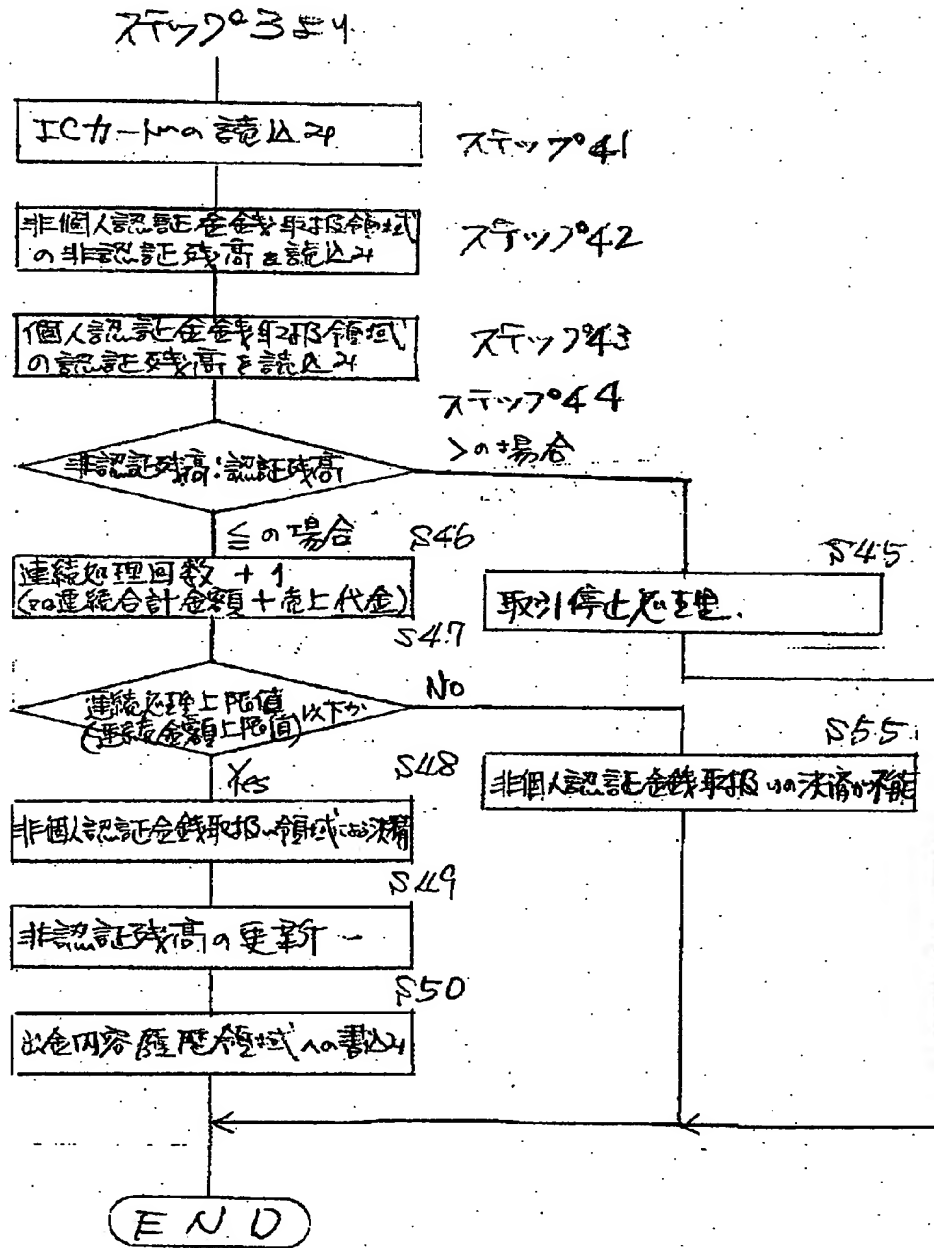 ステップ3より
ICカードの読込み
ステップ41
非個人認証金銭取扱領域
の非認証残高を読込み
ステップ42
個人認証金銭取扱領域
の認証残高を読込み
ステップ43
ステップ44
非認証残高:認証残高
>の場合
≦の場合
S46
連続処理回数 +1
(又は連続合計金額+売上代金)
S45
取引停止処理.
S47
連続処理上限値
(連続金額上限値)以下か
No
Yes
S55
非個人認証金銭取扱いの決済が不能
S48
非個人認証金銭取扱い領域による決済
S49
非認証残高の更新
S50
出金内容履歴領域への書込み
END